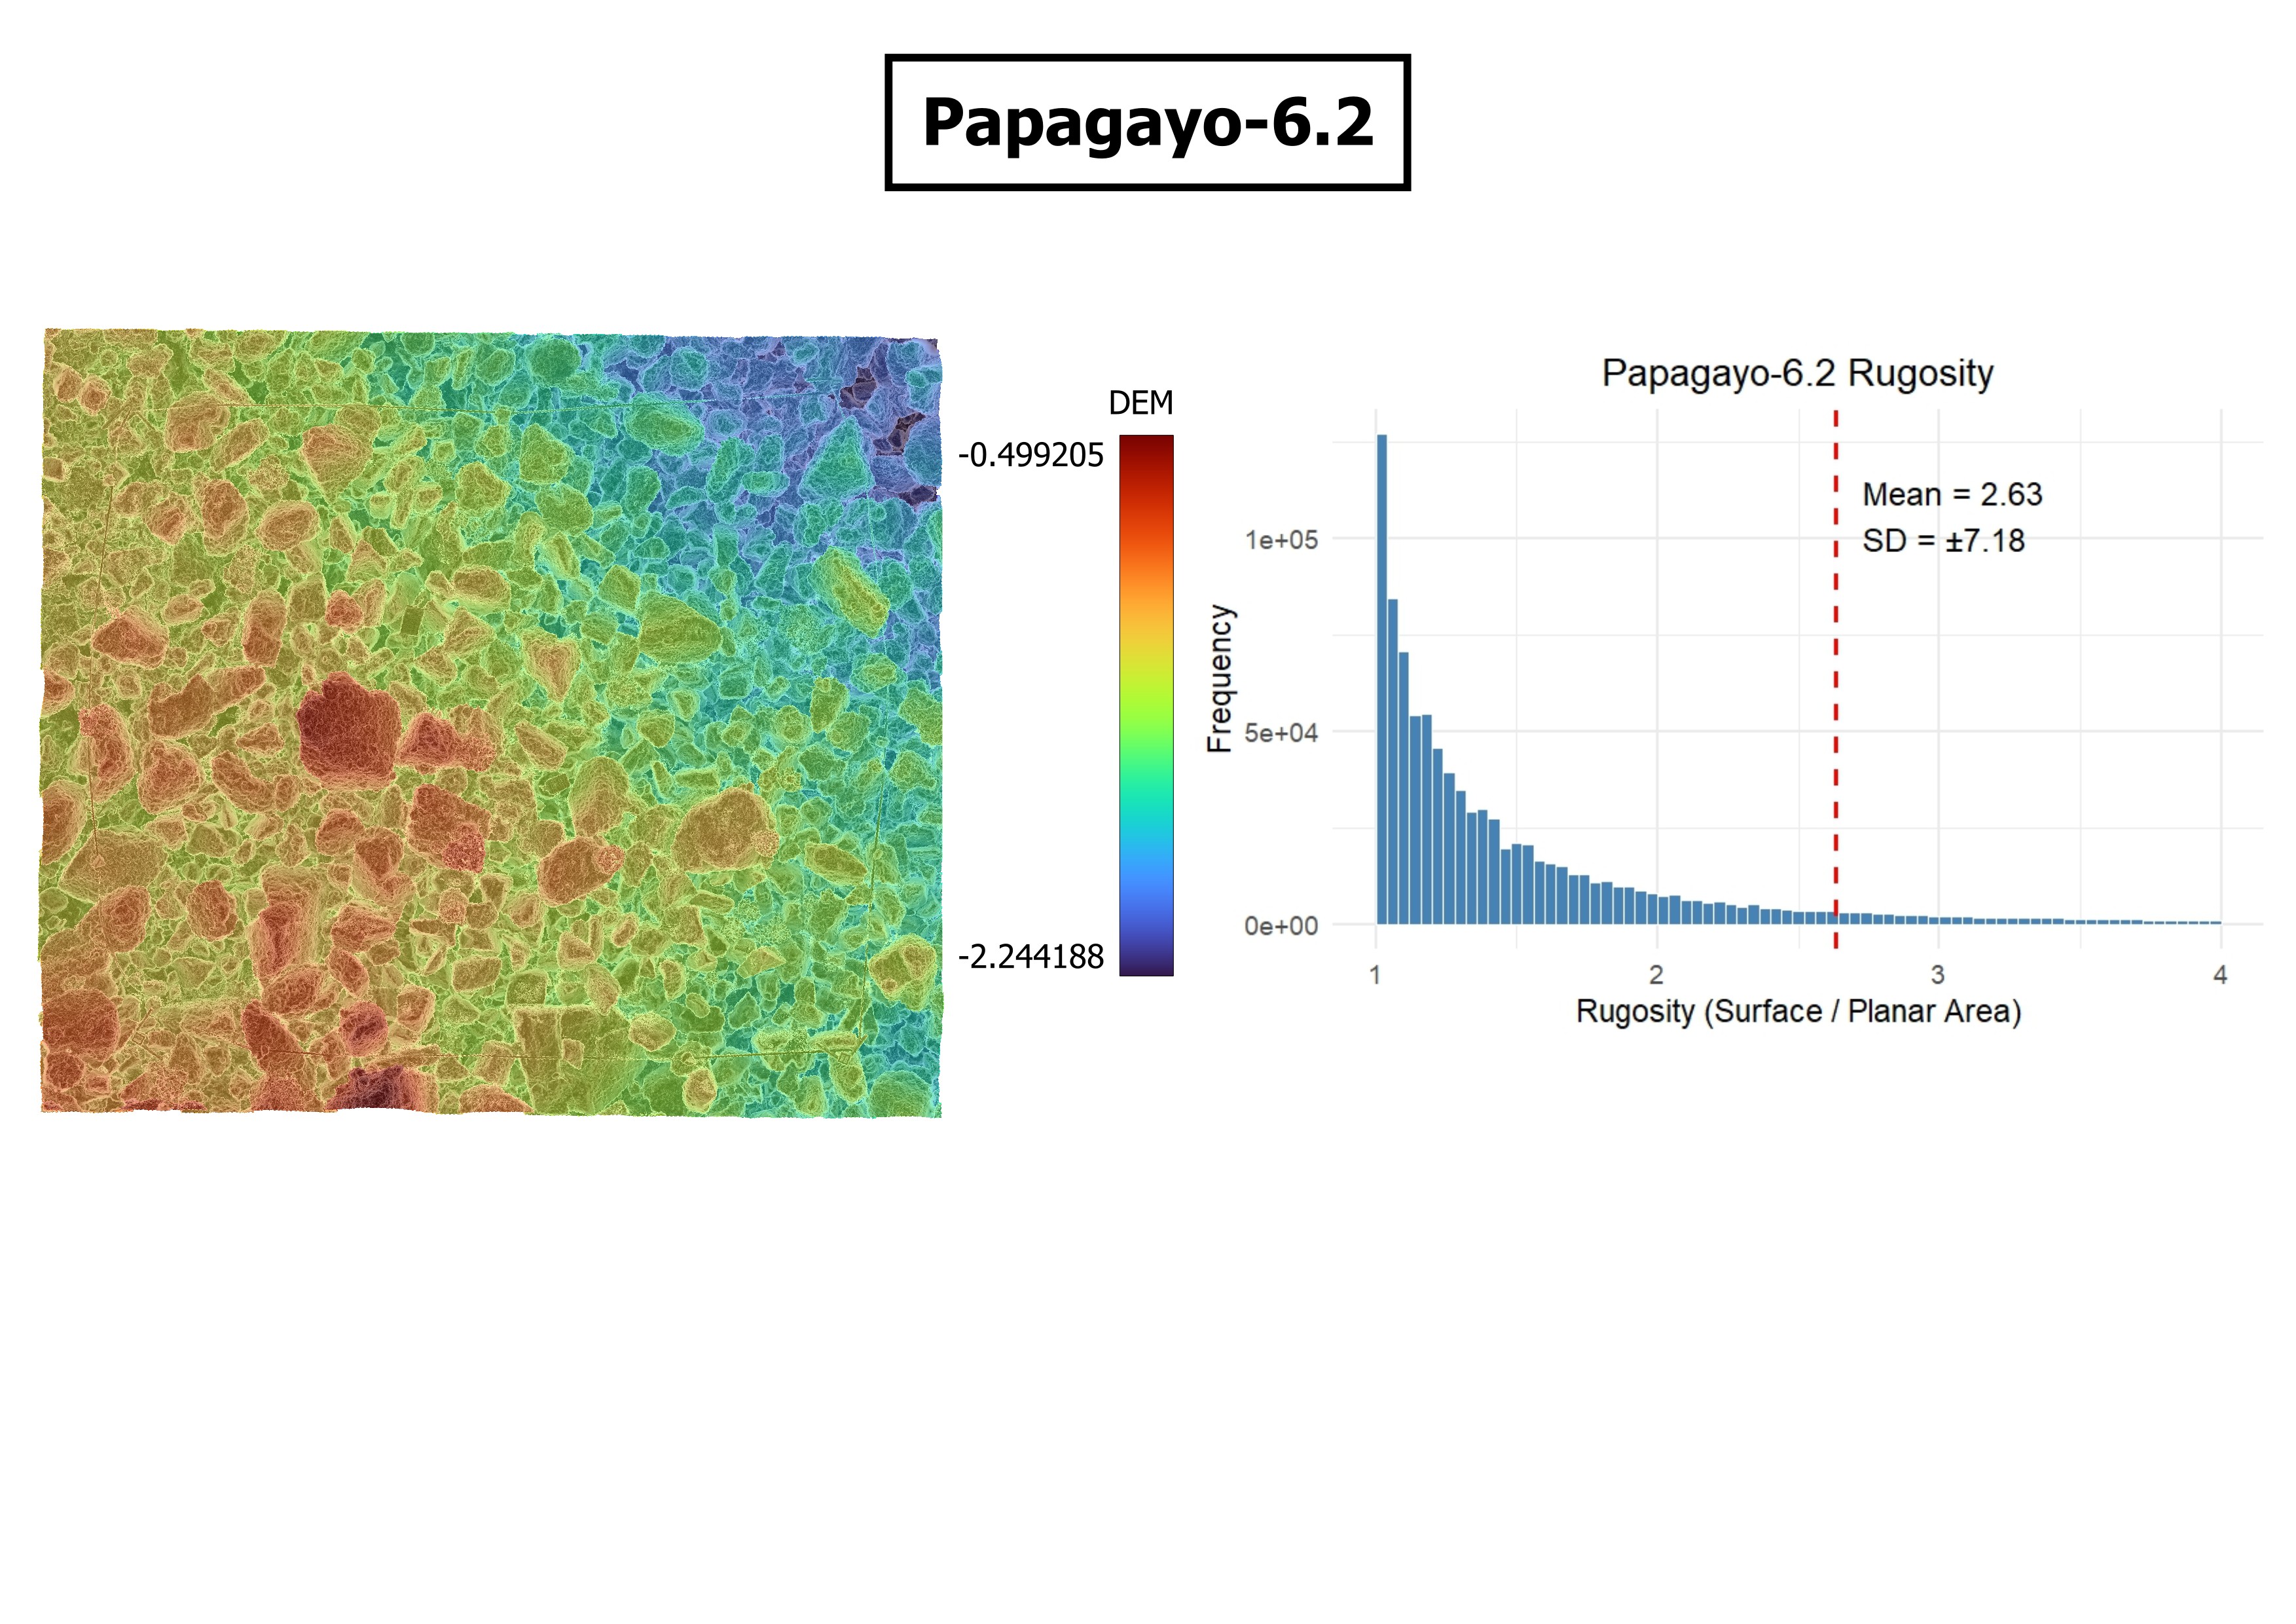 Papagayo-6.2
DEM
-0.499205
-2.244188
Papagayo-6.2 Rugosity
Mean = 2.63
SD = ±7.18
Frequency
1e+05
5e+04
0e+00
1 2 3 4
Rugosity (Surface / Planar Area)